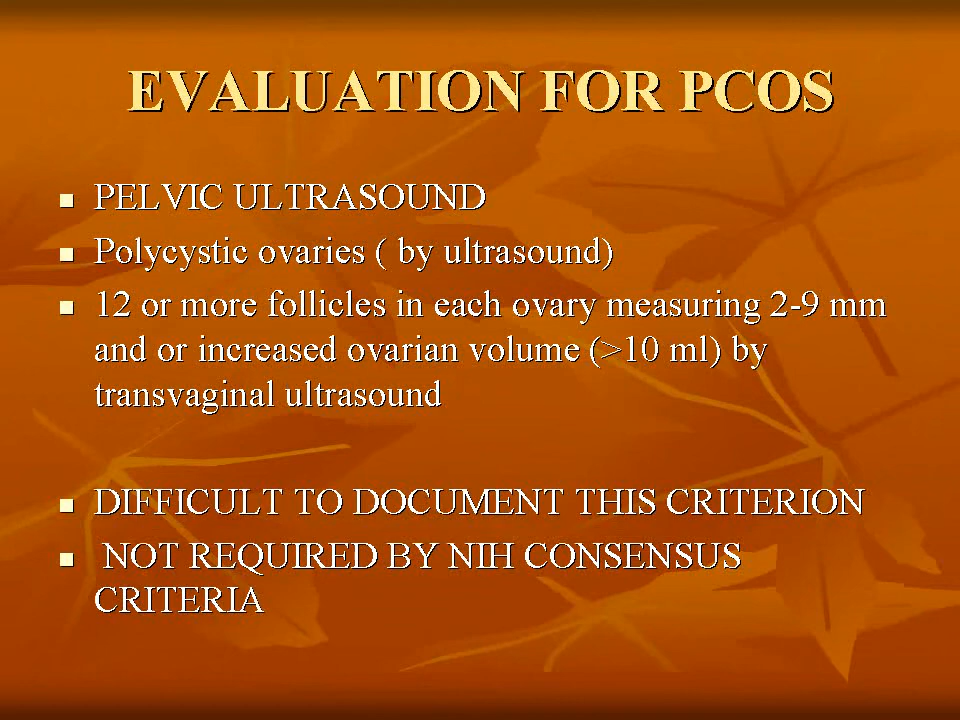 EVALUATION FOR PCOS
PELVIC ULTRASOUND
Polycystic ovaries ( by ultrasound)
12 or more follicles in each ovary measuring 2-9 mm
and or increased ovarian volume (>10 ml) by
transvaginal ultrasound
DIFFICULT TO DOCUMENT THIS CRITERION
NOT REQUIRED BY NIH CONSENSUS
CRITERIA